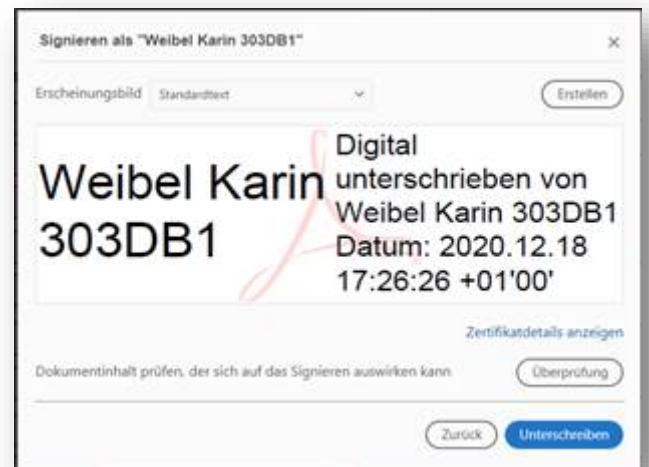 Signieren als "Weibel Karin 303DB1"
Erscheinungsbild Standardtext Erstellen
Weibel Karin
303DB1
Digital
unterschrieben von
Weibel Karin 303DB1
Datum: 2020.12.18
17:26:26 +01'00'
Zertifikatdetails anzeigen
Dokumentinhalt prüfen, der sich auf das Signieren auswirken kann Überprüfung
Zurück Unterschreiben